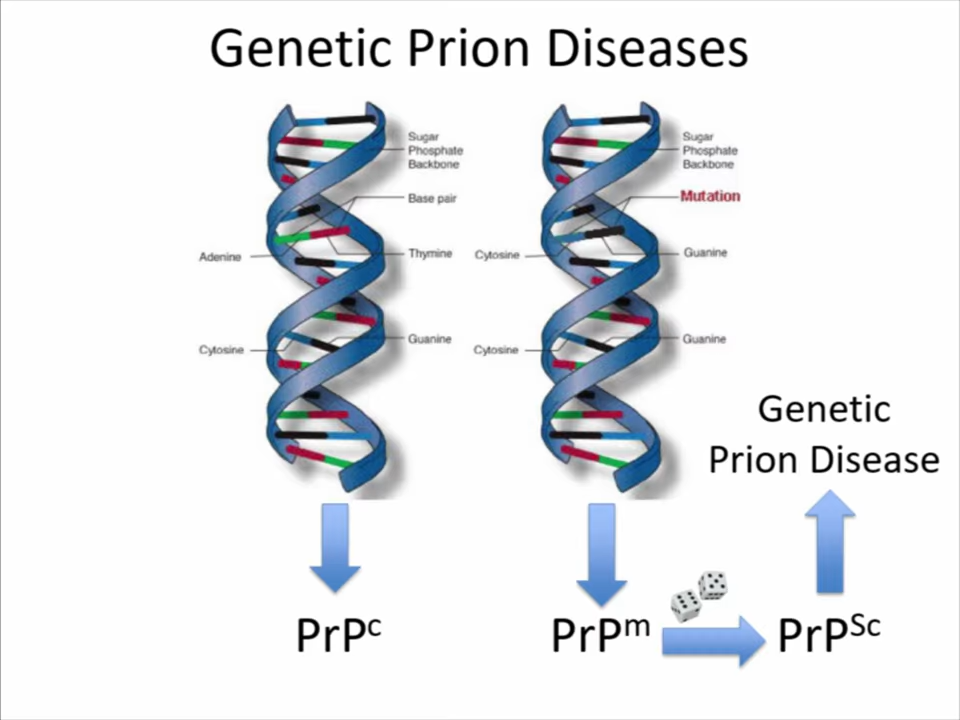 Genetic Prion Diseases
Sugar
Phosphate
Backbone
Base pair
Adenine
Thymine
Cytosine
Guanine
Sugar
Phosphate
Backbone
Mutation
Cytosine
Guanine
Cytosine
Guanine
Genetic
Prion Disease
PrPᶜ
PrPᵐ
PrPˢᶜ